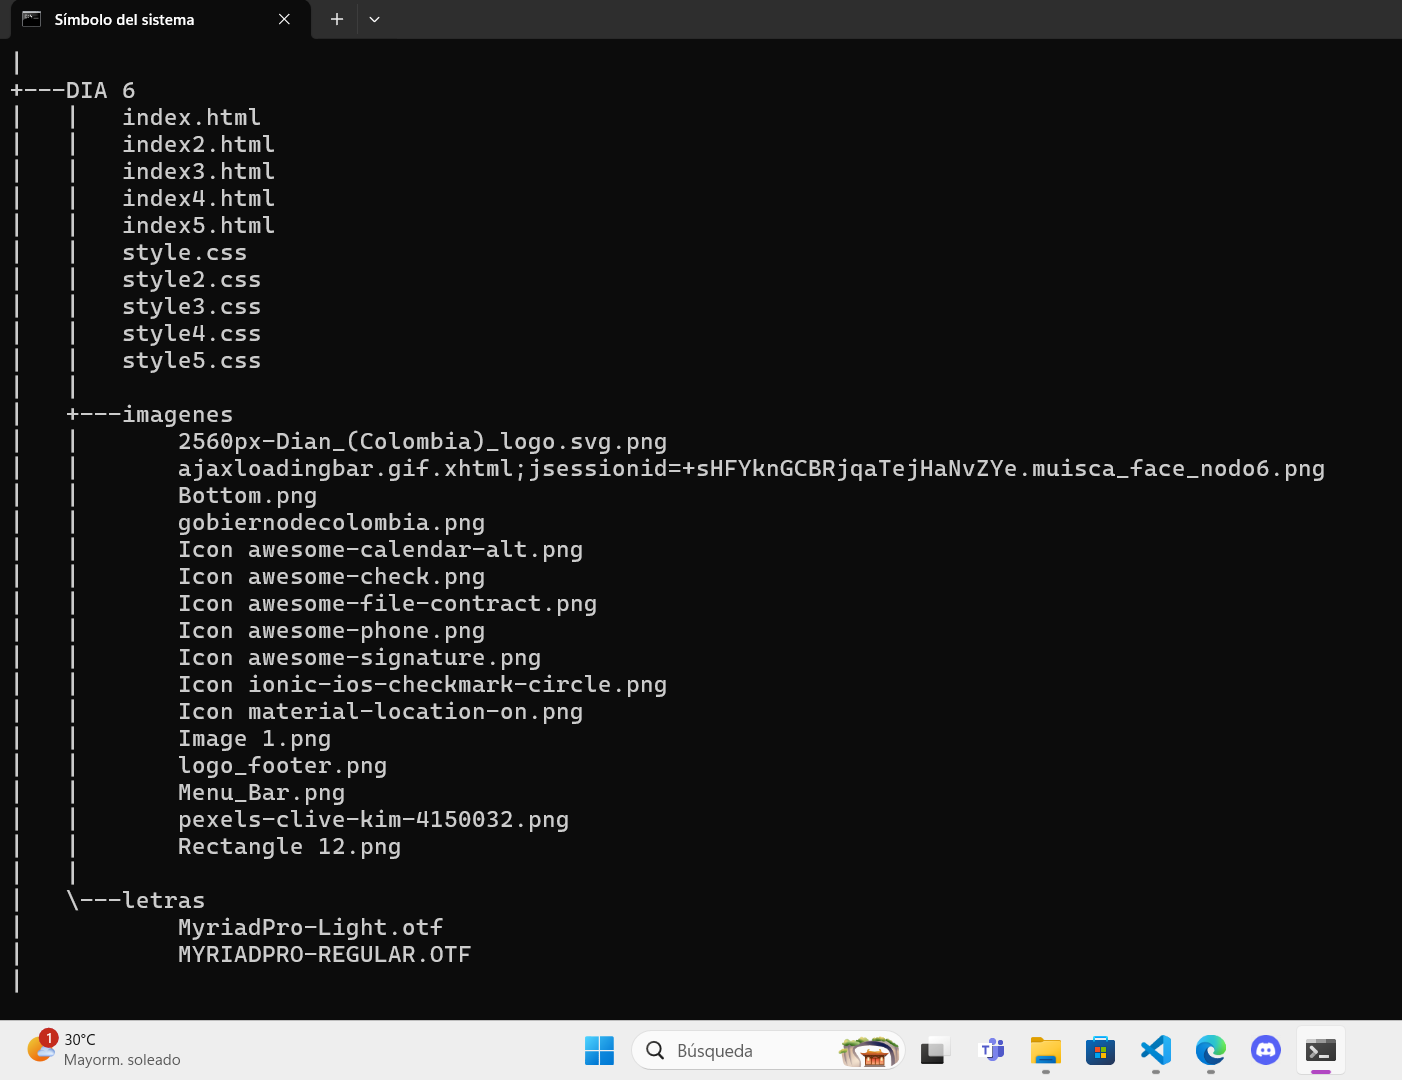 Símbolo del sistema
|
+---DIA 6
|   |   index.html
|   |   index2.html
|   |   index3.html
|   |   index4.html
|   |   index5.html
|   |   style.css
|   |   style2.css
|   |   style3.css
|   |   style4.css
|   |   style5.css
|   |
|   +---imagenes
|   |       2560px-Dian_(Colombia)_logo.svg.png
|   |       ajaxloadingbar.gif.xhtml;jsessionid=+sHFYknGCBRjqaTejHaNvZYe.muisca_face_nodo6.png
|   |       Bottom.png
|   |       gobiernodecolombia.png
|   |       Icon awesome-calendar-alt.png
|   |       Icon awesome-check.png
|   |       Icon awesome-file-contract.png
|   |       Icon awesome-phone.png
|   |       Icon awesome-signature.png
|   |       Icon ionic-ios-checkmark-circle.png
|   |       Icon material-location-on.png
|   |       Image 1.png
|   |       logo_footer.png
|   |       Menu_Bar.png
|   |       pexels-clive-kim-4150032.png
|   |       Rectangle 12.png
|   |
|   \---letras
|           MyriadPro-Light.otf
|           MYRIADPRO-REGULAR.OTF
|
1
30°C
Mayorm. soleado
Búsqueda